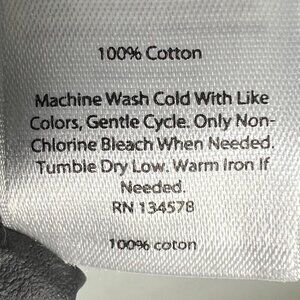 100% Cotton
Machine Wash Cold With Like
Colors, Gentle Cycle. Only Non-
Chlorine Bleach When Needed.
Tumble Dry Low. Warm Iron If
Needed.
RN 134578
100% coton